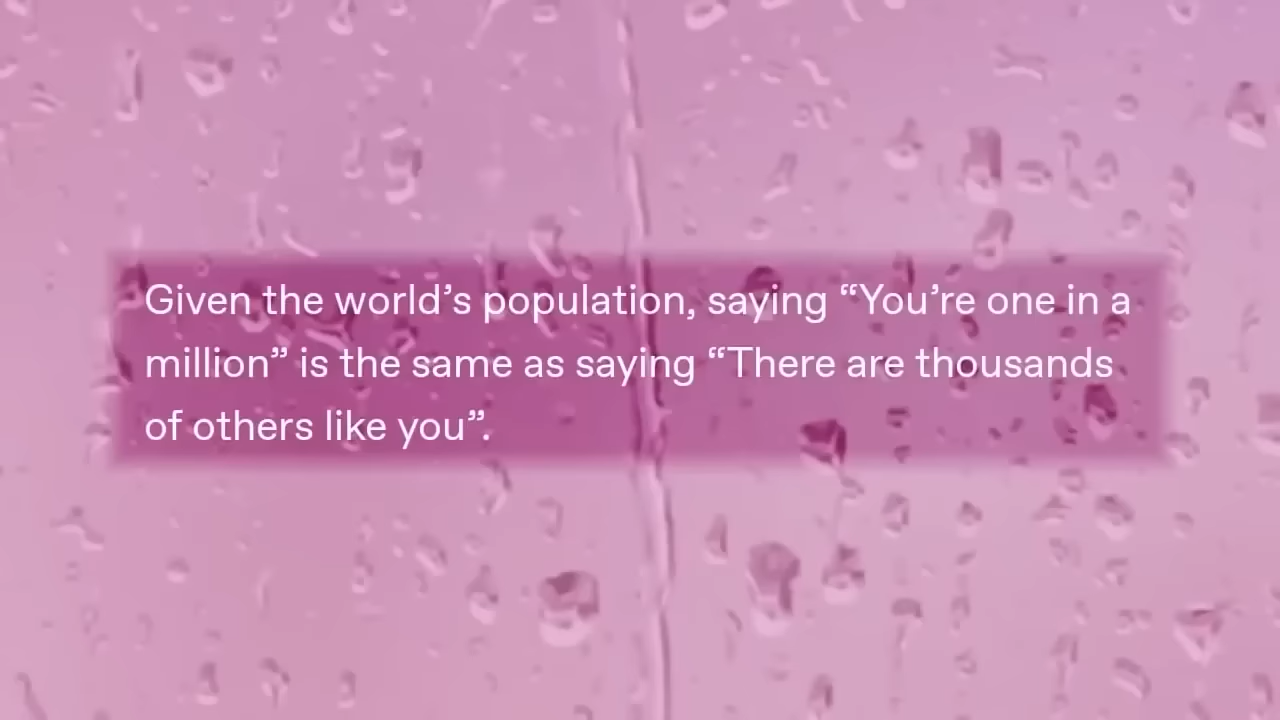 Given the world’s population, saying “You’re one in a
million” is the same as saying “There are thousands
of others like you”.